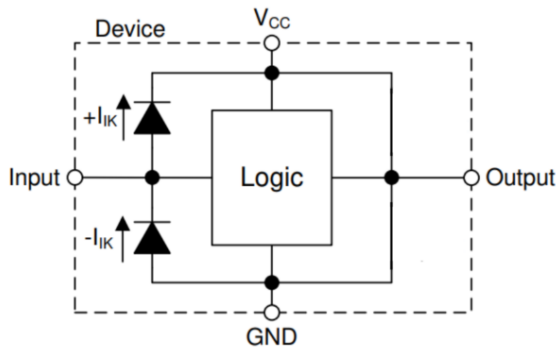 Device
VCC
+IIK
Input
Logic
Output
-IIK
GND